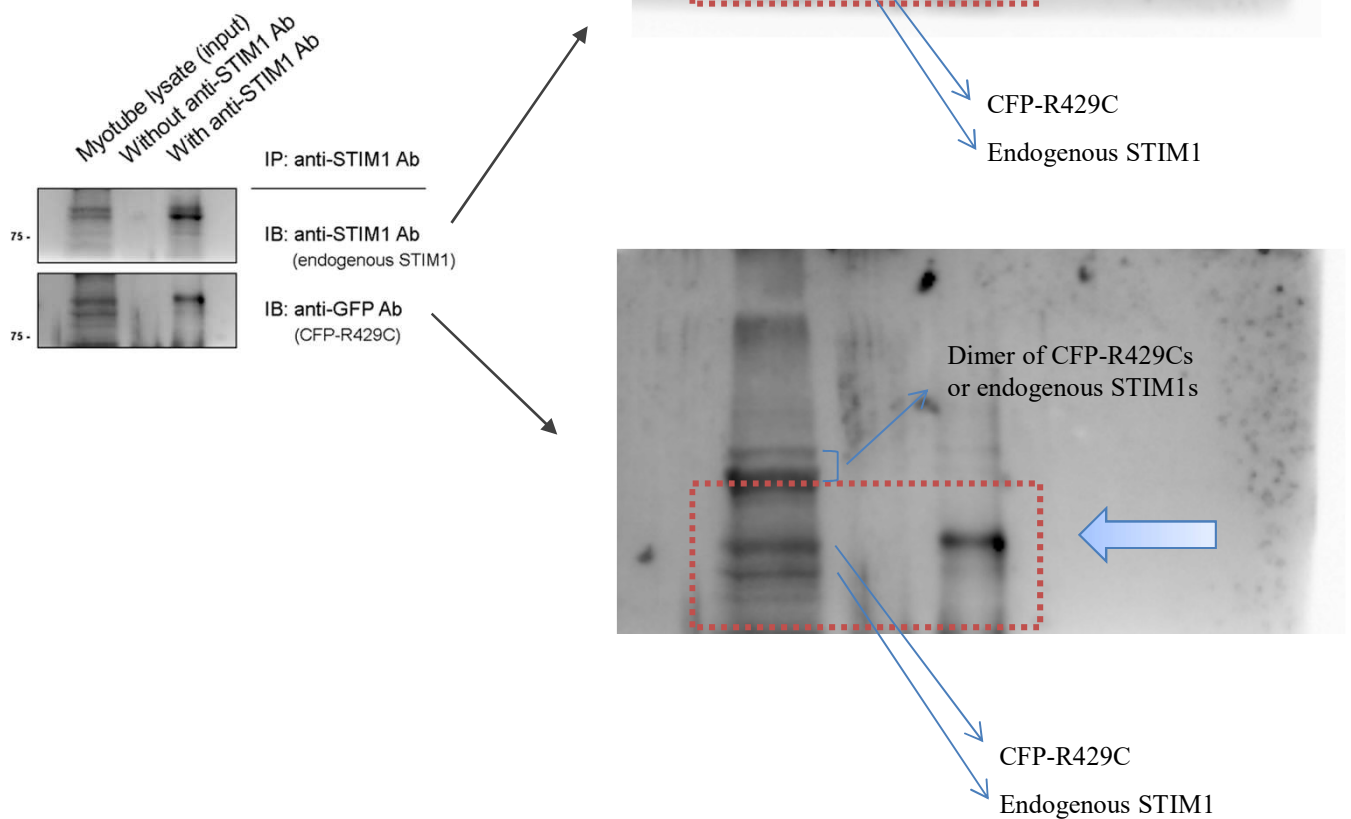 Myotube lysate (input)
Without anti-STIM1 Ab
With anti-STIM1 Ab
IP: anti-STIM1 Ab
75 -
IB: anti-STIM1 Ab
(endogenous STIM1)
75 -
IB: anti-GFP Ab
(CFP-R429C)
CFP-R429C
Endogenous STIM1
Dimer of CFP-R429Cs
or endogenous STIM1s
CFP-R429C
Endogenous STIM1